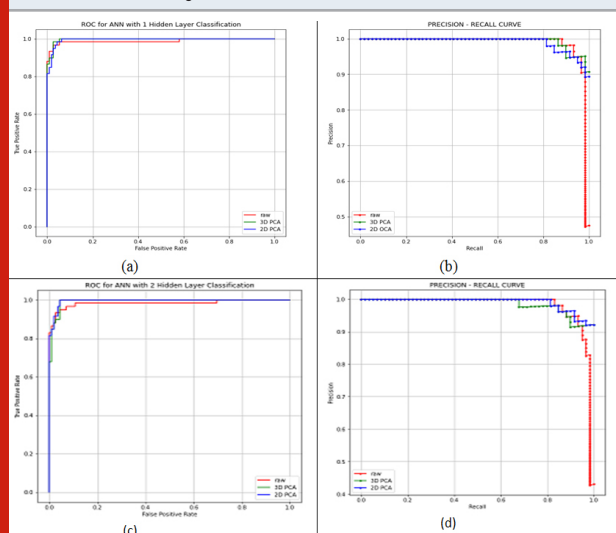 ROC for ANN with 1 Hidden Layer Classification
True Positive Rate
1.0
0.8
0.6
0.4
0.2
0.0
0.0 0.2 0.4 0.6 0.8 1.0
False Positive Rate
raw
3D PCA
2D PCA
(a)
PRECISION - RECALL CURVE
Precision
1.0
0.9
0.8
0.7
0.6
0.5
0.0 0.2 0.4 0.6 0.8 1.0
Recall
raw
3D PCA
2D OCA
(b)
ROC for ANN with 2 Hidden Layer Classification
True Positive Rate
1.0
0.8
0.6
0.4
0.2
0.0
0.0 0.2 0.4 0.6 0.8 1.0
False Positive Rate
raw
3D PCA
2D PCA
(c)
PRECISION - RECALL CURVE
Precision
1.0
0.9
0.8
0.7
0.6
0.5
0.4
0.0 0.2 0.4 0.6 0.8 1.0
Recall
raw
3D PCA
2D PCA
(d)